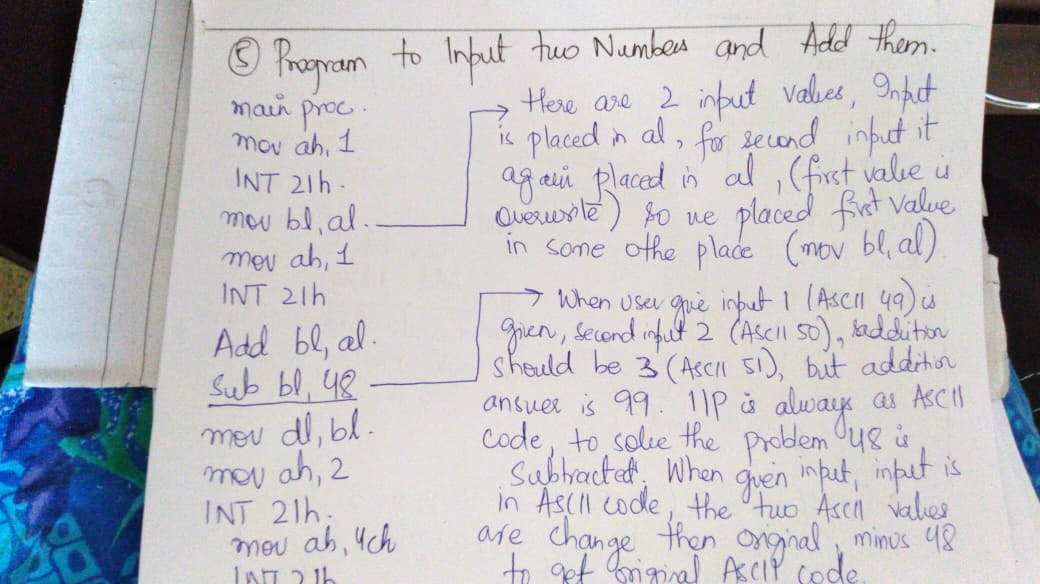 ⑤ Program to Input two Numbers and Add them.
main proc.
mov ah, 1
INT 21h.
mov bl, al.
mov ah, 1
INT 21h
Add bl, al.
Sub bl, 48
mov dl, bl.
mov ah, 2
INT 21h.
mov ah, 4ch
INT 21h
→ Here are 2 input values, Input
is placed in al, for second input it
again placed in al, (first value is
overwrite) so we placed first value
in some othe place (mov bl, al)
→ When user give input 1 (ASCII 49) is
given, second input 2 (ASCII 50), addition
should be 3 (ASCII 51), but addition
answer is 99. I/P is always as ASCII
code, to solve the problem 48 is
Subtracted. When given input, input is
in ASCII code, the two ASCII values
are change then original, minus 48
to get original ASCII code.